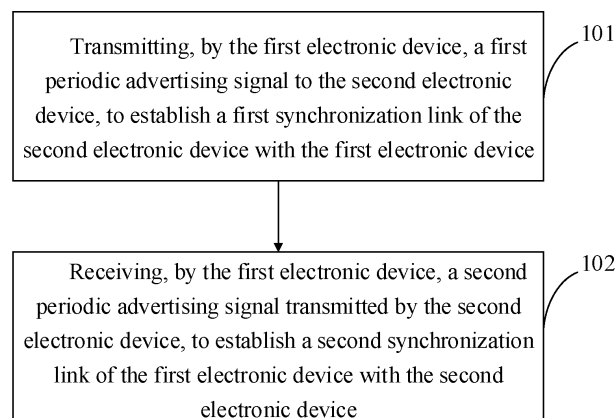 Transmitting, by the first electronic device, a first
periodic advertising signal to the second electronic
device, to establish a first synchronization link of the
second electronic device with the first electronic device
101
Receiving, by the first electronic device, a second
periodic advertising signal transmitted by the second
electronic device, to establish a second synchronization
link of the first electronic device with the second
electronic device
102